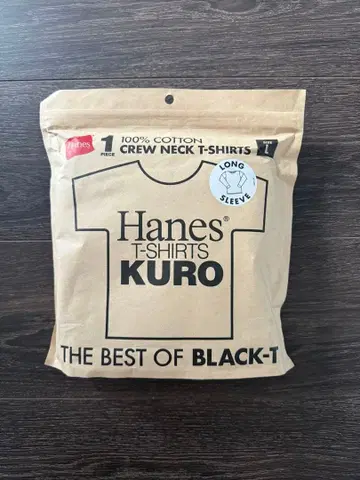 Hanes
1 PIECE
100% COTTON
CREW NECK T-SHIRTS
L
LONG
SLEEVE
Hanes®
T-SHIRTS
KURO
THE BEST OF BLACK-T